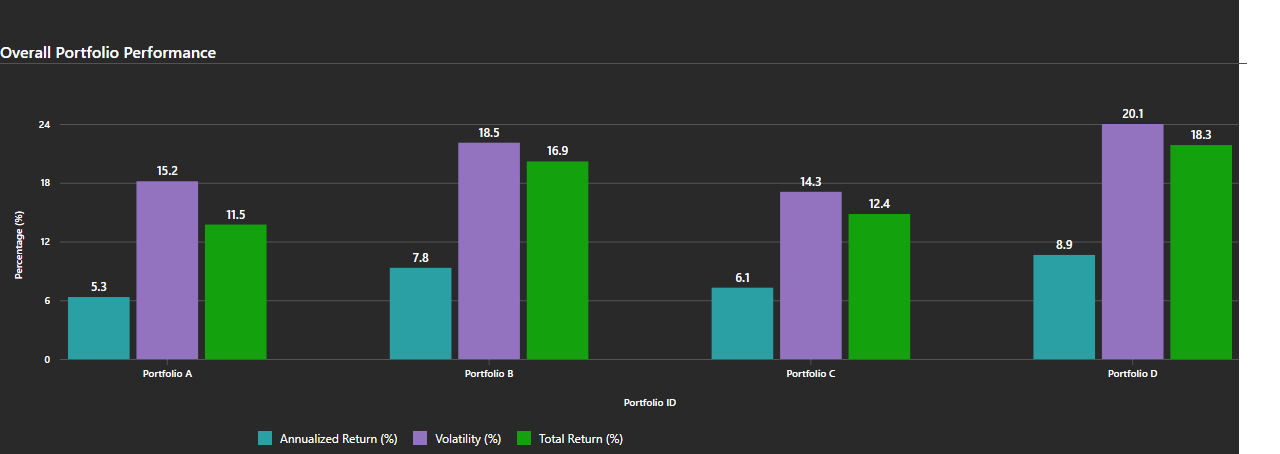 Overall Portfolio Performance
24
18
12
6
0
Percentage (%)
5.3
15.2
11.5
7.8
18.5
16.9
6.1
14.3
12.4
8.9
20.1
18.3
Portfolio A
Portfolio B
Portfolio C
Portfolio D
Portfolio ID
Annualized Return (%)
Volatility (%)
Total Return (%)